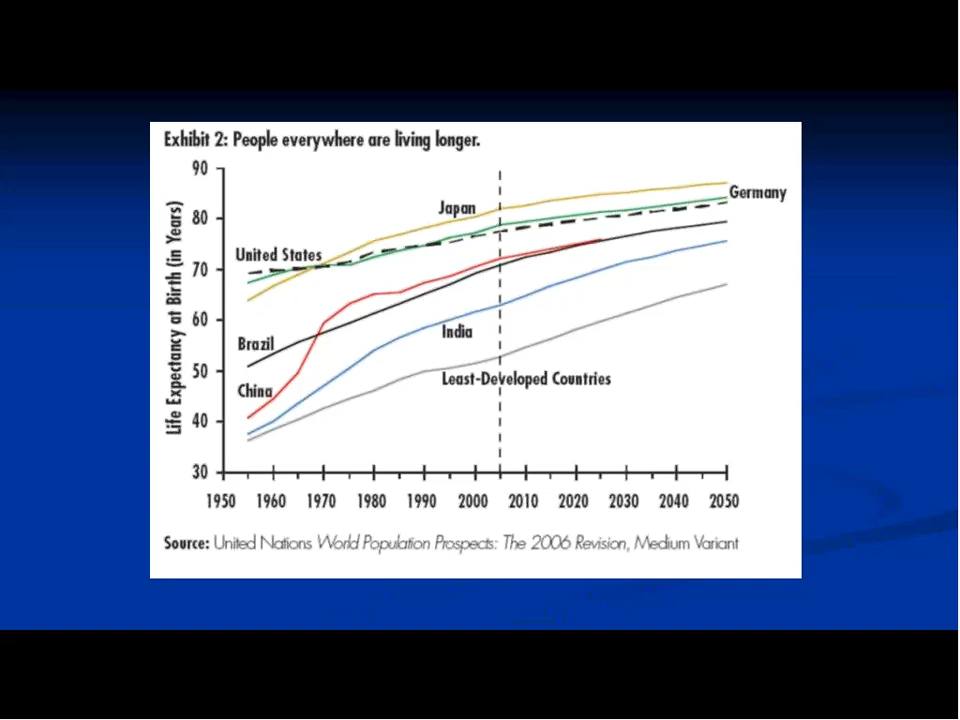 Exhibit 2: People everywhere are living longer.
Life Expectancy at Birth (in Years)
90
80
70
60
50
40
30
Japan
Germany
United States
Brazil
India
China
Least-Developed Countries
1950 1960 1970 1980 1990 2000 2010 2020 2030 2040 2050
Source: United Nations World Population Prospects: The 2006 Revision, Medium Variant